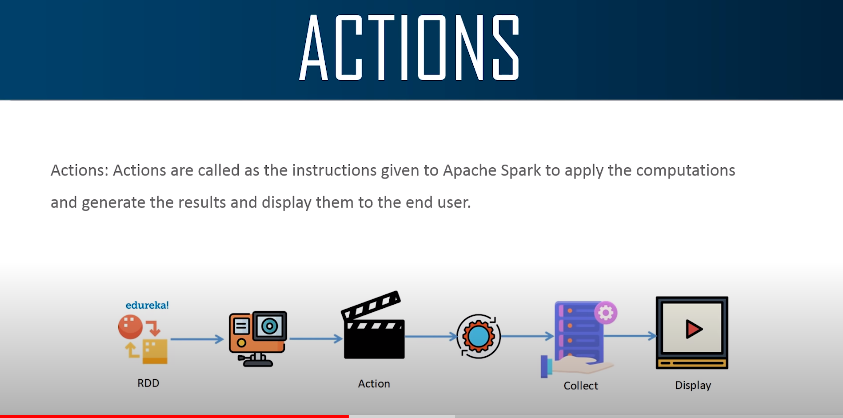 ACTIONS
Actions: Actions are called as the instructions given to Apache Spark to apply the computations
and generate the results and display them to the end user.
edureka!
RDD
Action
Collect
Display